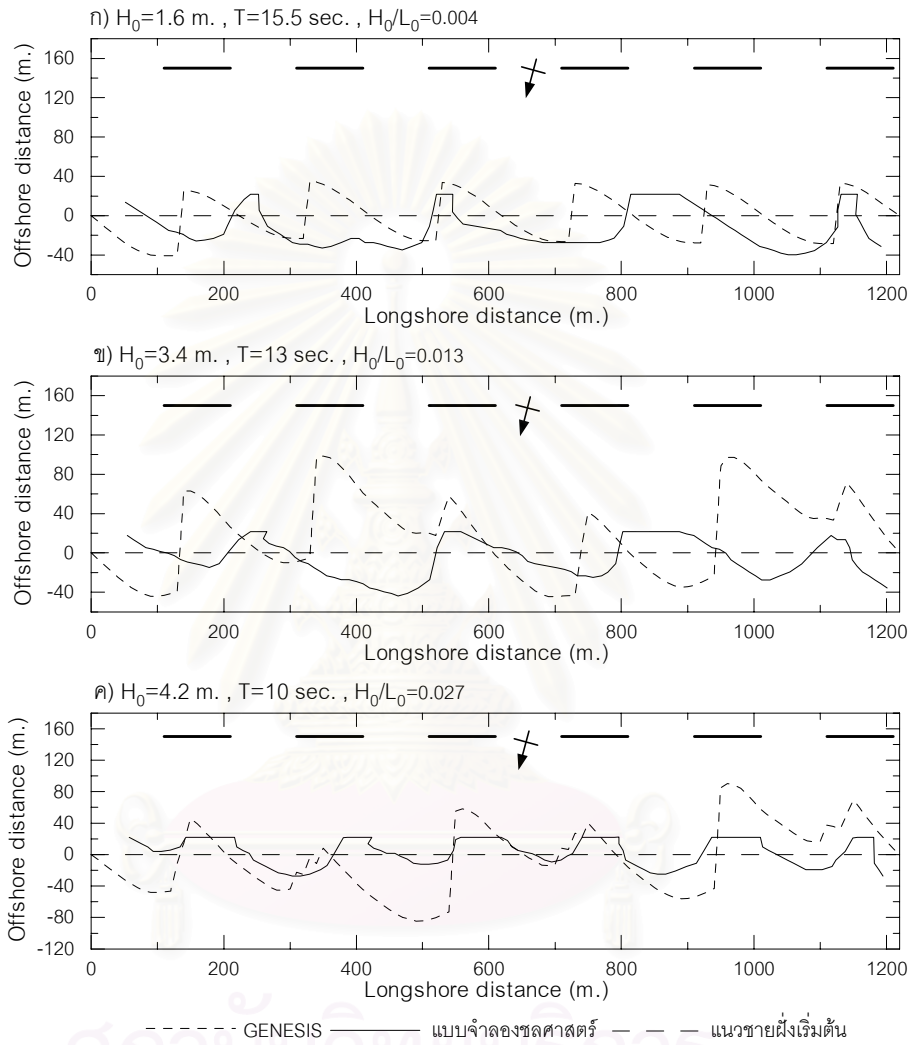 ก) H₀=1.6 m. , T=15.5 sec. , H₀/L₀=0.004
160
120
80
40
0
-40
Offshore distance (m.)
0 200 400 600 800 1000 1200
Longshore distance (m.)
ข) H₀=3.4 m. , T=13 sec. , H₀/L₀=0.013
160
120
80
40
0
-40
Offshore distance (m.)
0 200 400 600 800 1000 1200
Longshore distance (m.)
ค) H₀=4.2 m. , T=10 sec. , H₀/L₀=0.027
160
120
80
40
0
-40
-80
-120
Offshore distance (m.)
0 200 400 600 800 1000 1200
Longshore distance (m.)
GENESIS แบบจำลองชลศาสตร์ แนวชายฝั่งเริ่มต้น